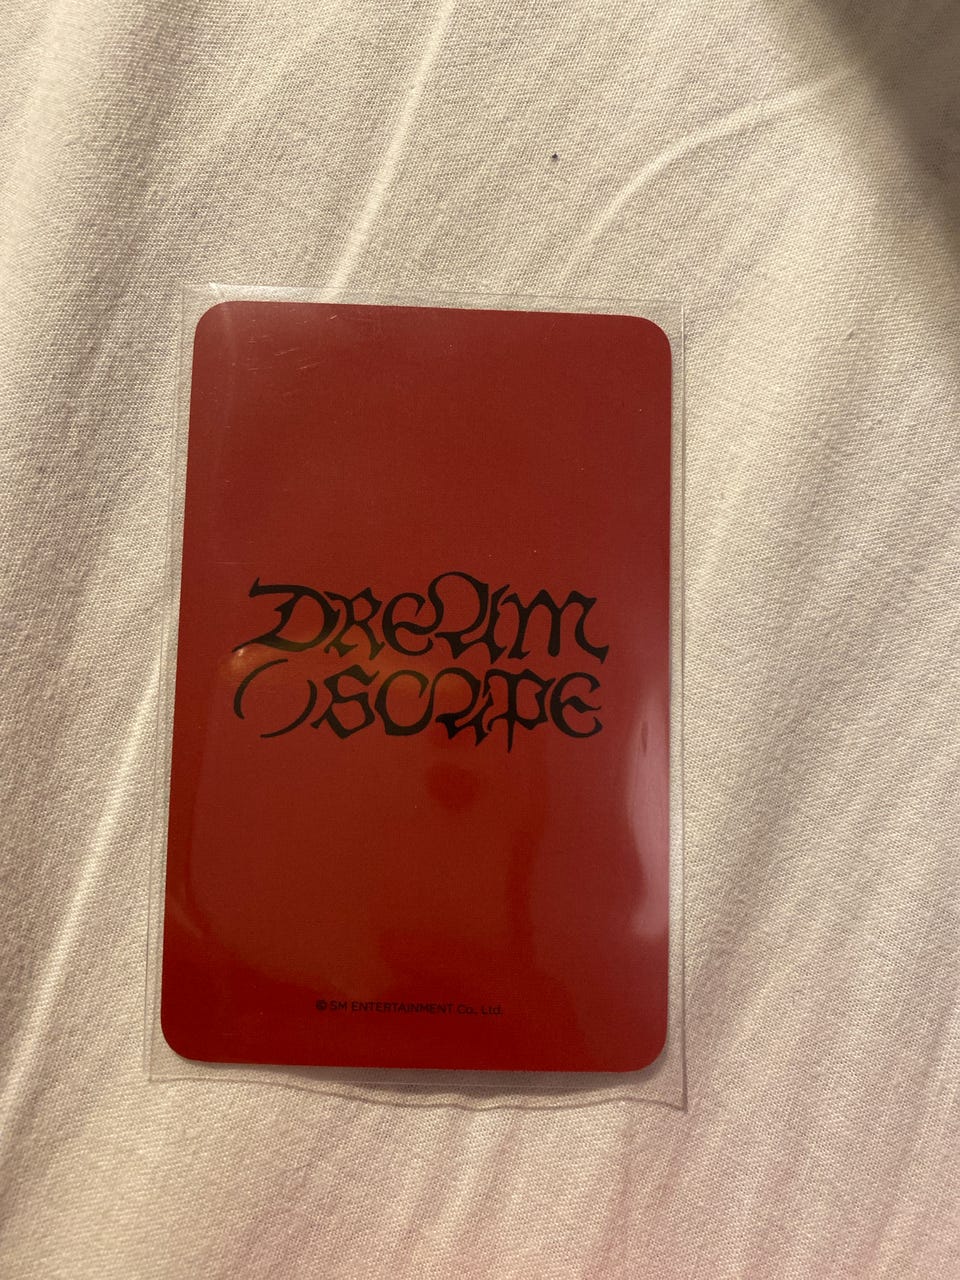 DREAM
()SCAPE
© SM ENTERTAINMENT Co., Ltd.